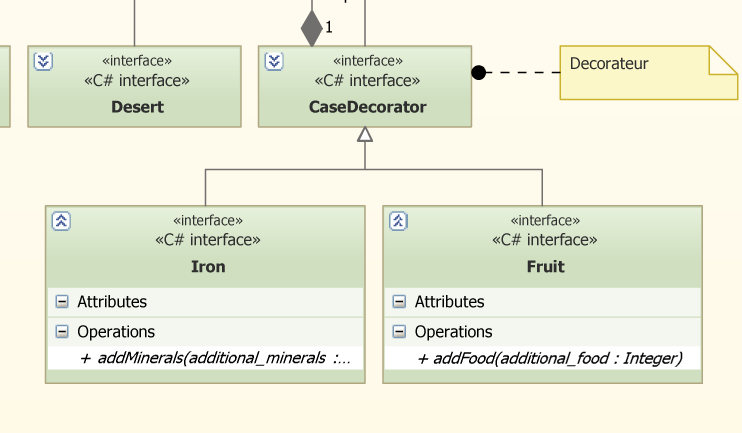 1
«interface»
«C# interface»
Desert
«interface»
«C# interface»
CaseDecorator
Decorateur
«interface»
«C# interface»
Iron
Attributes
Operations
+ addMinerals(additional_minerals :...
«interface»
«C# interface»
Fruit
Attributes
Operations
+ addFood(additional_food : Integer)